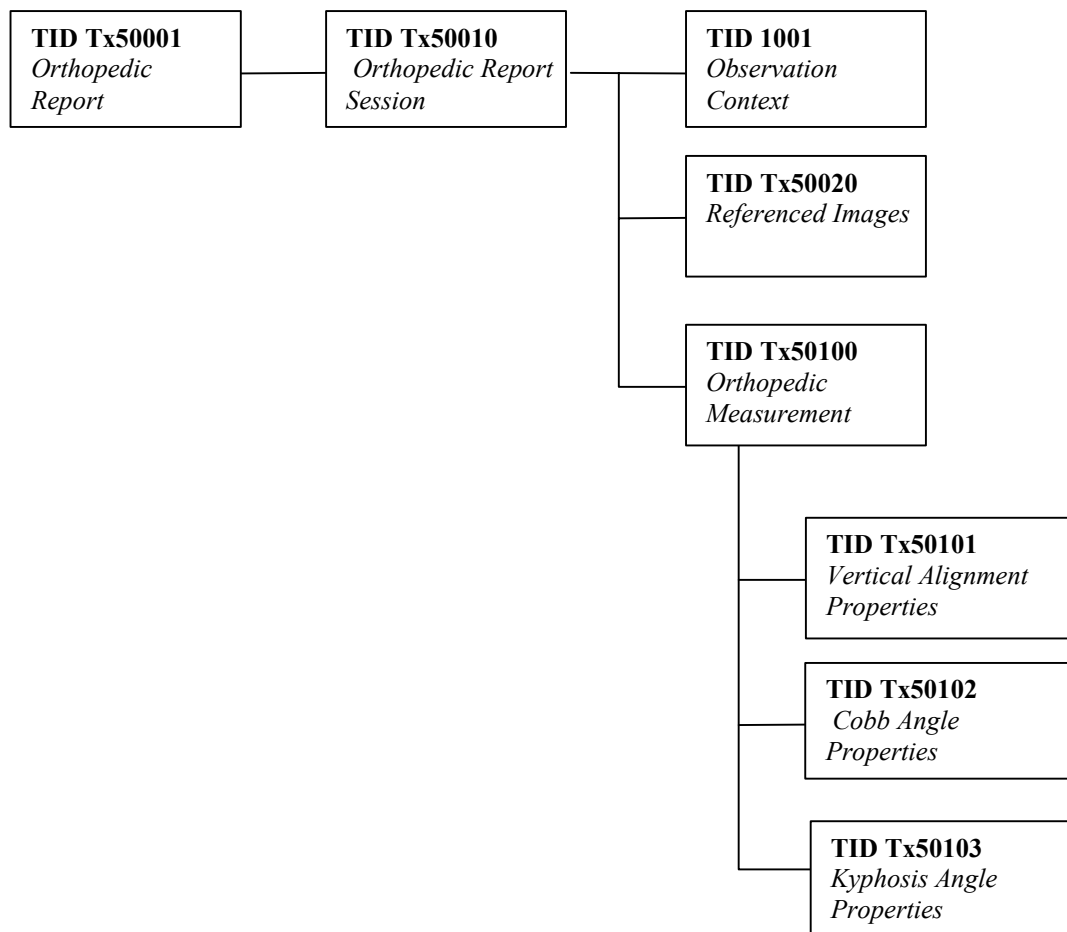 TID Tx50001
Orthopedic
Report
TID Tx50010
Orthopedic Report
Session
TID 1001
Observation
Context
TID Tx50020
Referenced Images
TID Tx50100
Orthopedic
Measurement
TID Tx50101
Vertical Alignment
Properties
TID Tx50102
Cobb Angle
Properties
TID Tx50103
Kyphosis Angle
Properties